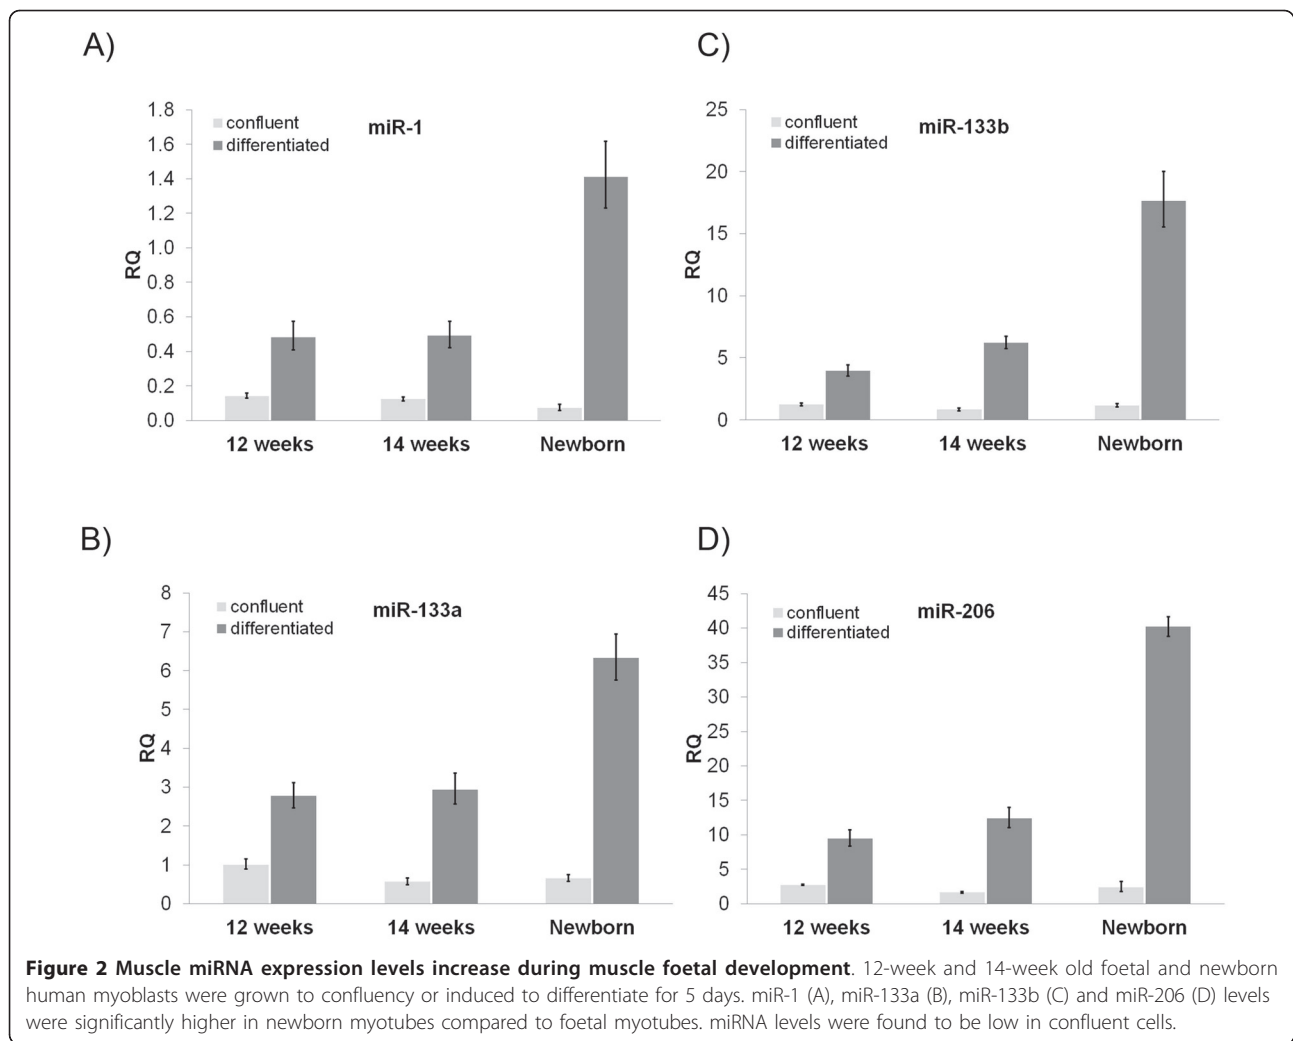 A)
1.8
1.6
1.4
1.2
1.0
0.8
0.6
0.4
0.2
0.0
RQ
confluent
differentiated
miR-1
12 weeks 14 weeks Newborn
B)
8
7
6
5
4
3
2
1
0
RQ
confluent
differentiated
miR-133a
12 weeks 14 weeks Newborn
C)
25
20
15
10
5
0
RQ
confluent
differentiated
miR-133b
12 weeks 14 weeks Newborn
D)
45
40
35
30
25
20
15
10
5
0
RQ
confluent
differentiated
miR-206
12 weeks 14 weeks Newborn
Figure 2 Muscle miRNA expression levels increase during muscle foetal development. 12-week and 14-week old foetal and newborn
human myoblasts were grown to confluency or induced to differentiate for 5 days. miR-1 (A), miR-133a (B), miR-133b (C) and miR-206 (D) levels
were significantly higher in newborn myotubes compared to foetal myotubes. miRNA levels were found to be low in confluent cells.